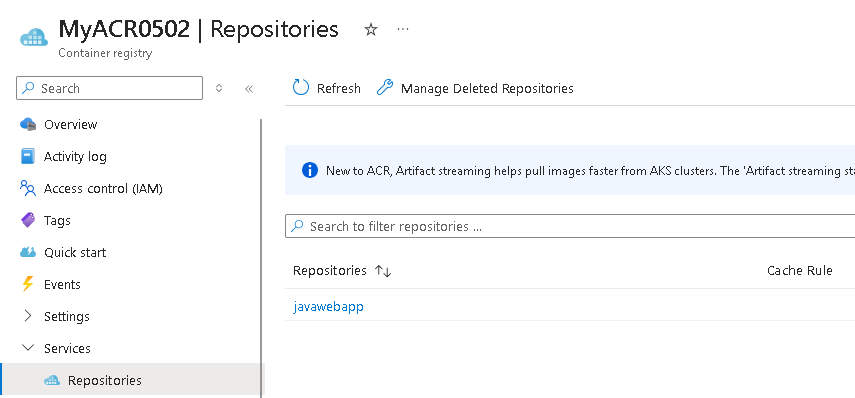 MyACR0502 | Repositories
Container registry
Search
Refresh
Manage Deleted Repositories
Overview
Activity log
Access control (IAM)
Tags
Quick start
Events
Settings
Services
Repositories
New to ACR, Artifact streaming helps pull images faster from AKS clusters. The 'Artifact streaming sta
Search to filter repositories ...
Repositories
Cache Rule
javawebapp